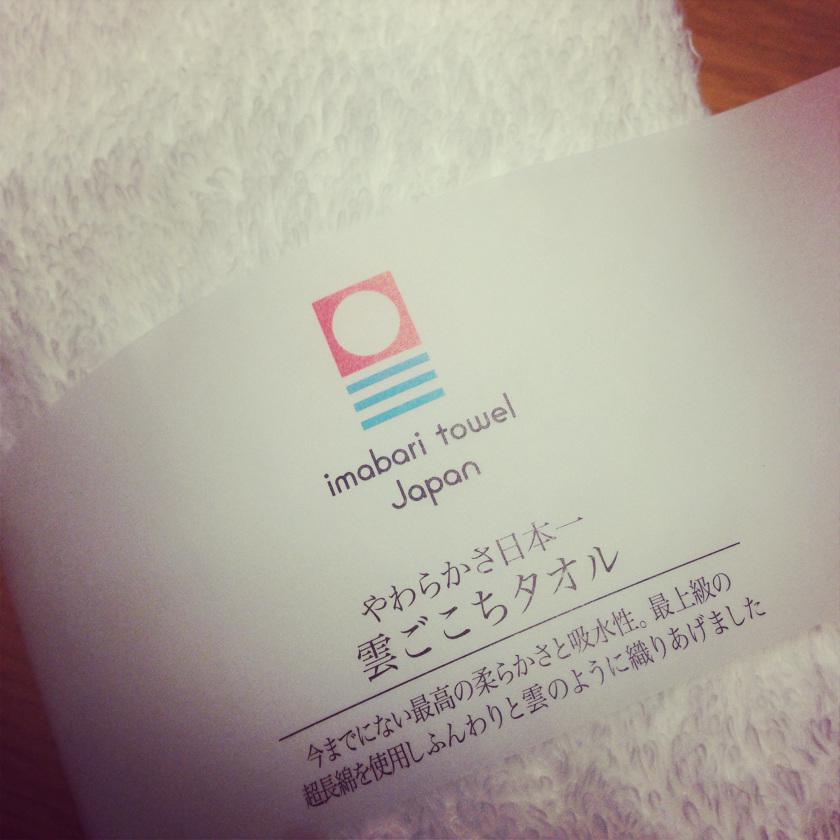 imabari towel
Japan
やわらかさ日本一
雲ごこちタオル
今までにない最高の柔らかさと吸水性。最上級の
超長綿を使用しふんわりと雲のように織りあげました